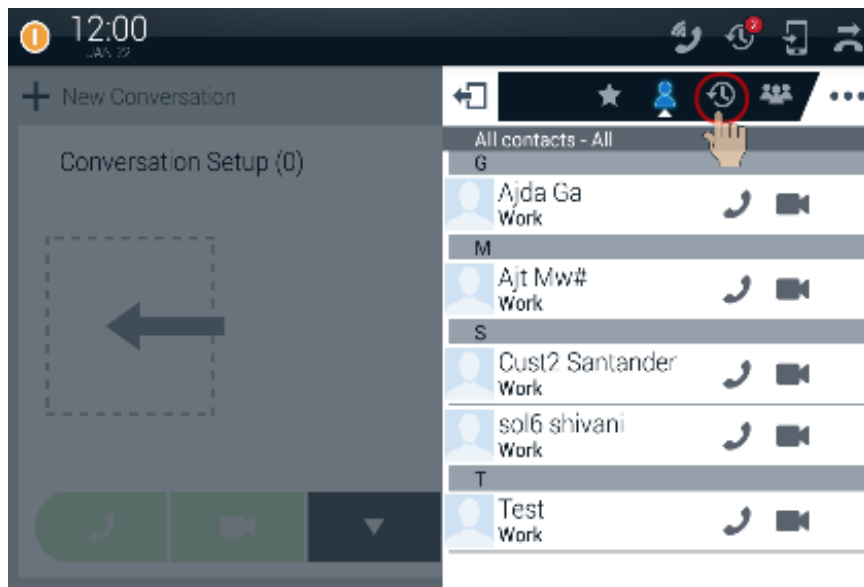 12:00
JAN 22
2
New Conversation
Conversation Setup (0)
All contacts - All
G
Ajda Ga
Work
M
Ajt Mw#
Work
S
Cust2 Santander
Work
sol6 shivani
Work
T
Test
Work